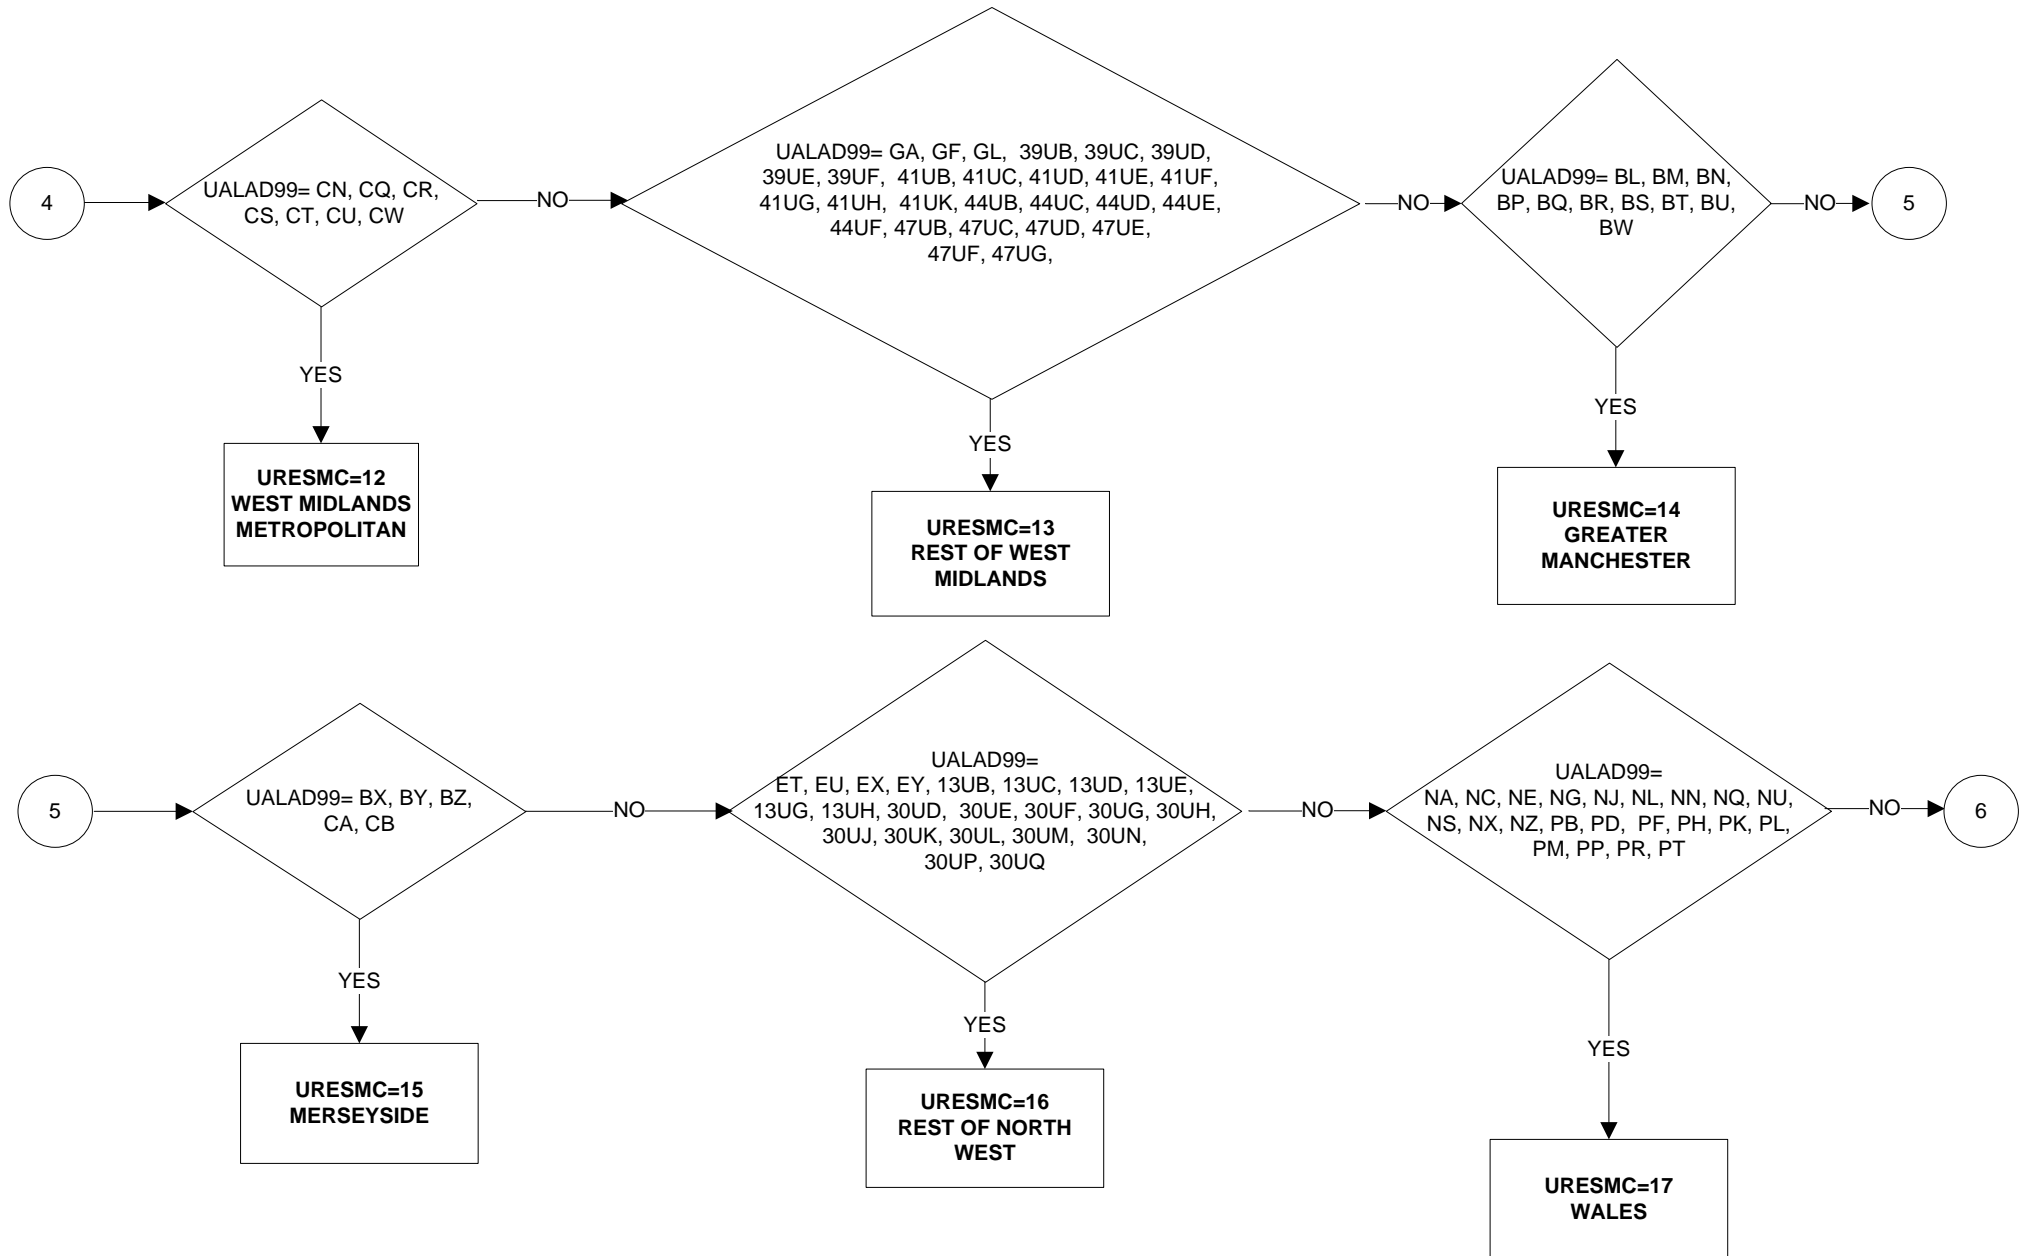 4
UALAD99= CN, CQ, CR,
CS, CT, CU, CW
NO
UALAD99= GA, GF, GL, 39UB, 39UC, 39UD,
39UE, 39UF, 41UB, 41UC, 41UD, 41UE, 41UF,
41UG, 41UH, 41UK, 44UB, 44UC, 44UD, 44UE,
44UF, 47UB, 47UC, 47UD, 47UE,
47UF, 47UG,
NO
UALAD99= BL, BM, BN,
BP, BQ, BR, BS, BT, BU,
BW
NO
5
YES
URESMC=12
WEST MIDLANDS
METROPOLITAN
YES
URESMC=13
REST OF WEST
MIDLANDS
YES
URESMC=14
GREATER
MANCHESTER
5
UALAD99= BX, BY, BZ,
CA, CB
NO
UALAD99=
ET, EU, EX, EY, 13UB, 13UC, 13UD, 13UE,
13UG, 13UH, 30UD, 30UE, 30UF, 30UG, 30UH,
30UJ, 30UK, 30UL, 30UM, 30UN,
30UP, 30UQ
NO
UALAD99=
NA, NC, NE, NG, NJ, NL, NN, NQ, NU,
NS, NX, NZ, PB, PD, PF, PH, PK, PL,
PM, PP, PR, PT
NO
6
YES
URESMC=15
MERSEYSIDE
YES
URESMC=16
REST OF NORTH
WEST
YES
URESMC=17
WALES